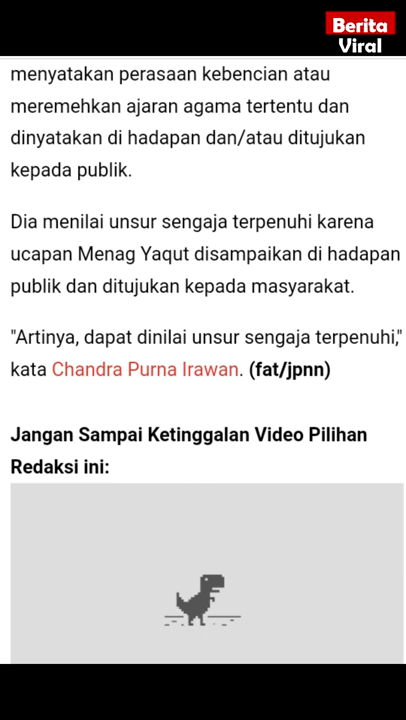 Berita
Viral
menyatakan perasaan kebencian atau
meremehkan ajaran agama tertentu dan
dinyatakan di hadapan dan/atau ditujukan
kepada publik.
Dia menilai unsur sengaja terpenuhi karena
ucapan Menag Yaqut disampaikan di hadapan
publik dan ditujukan kepada masyarakat.
"Artinya, dapat dinilai unsur sengaja terpenuhi,"
kata Chandra Purna Irawan. (fat/jpnn)
Jangan Sampai Ketinggalan Video Pilihan
Redaksi ini: